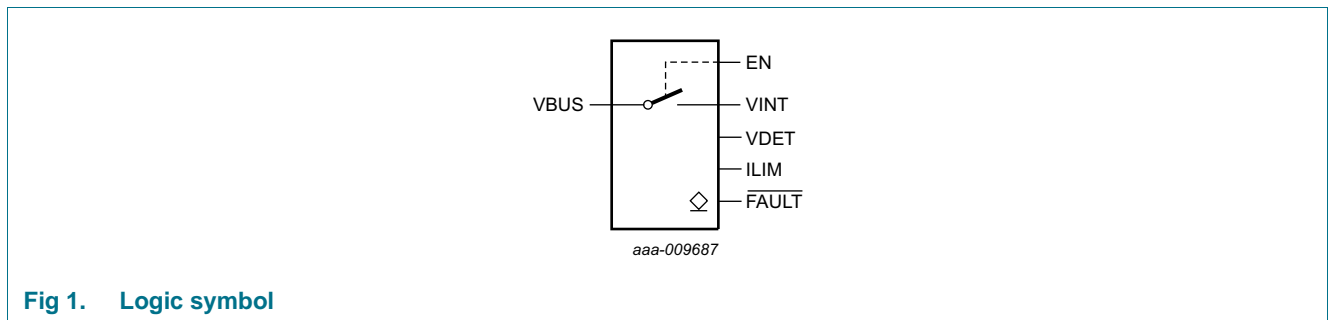 EN
VBUS
VINT
VDET
ILIM
FAULT
aaa-009687
Fig 1. Logic symbol